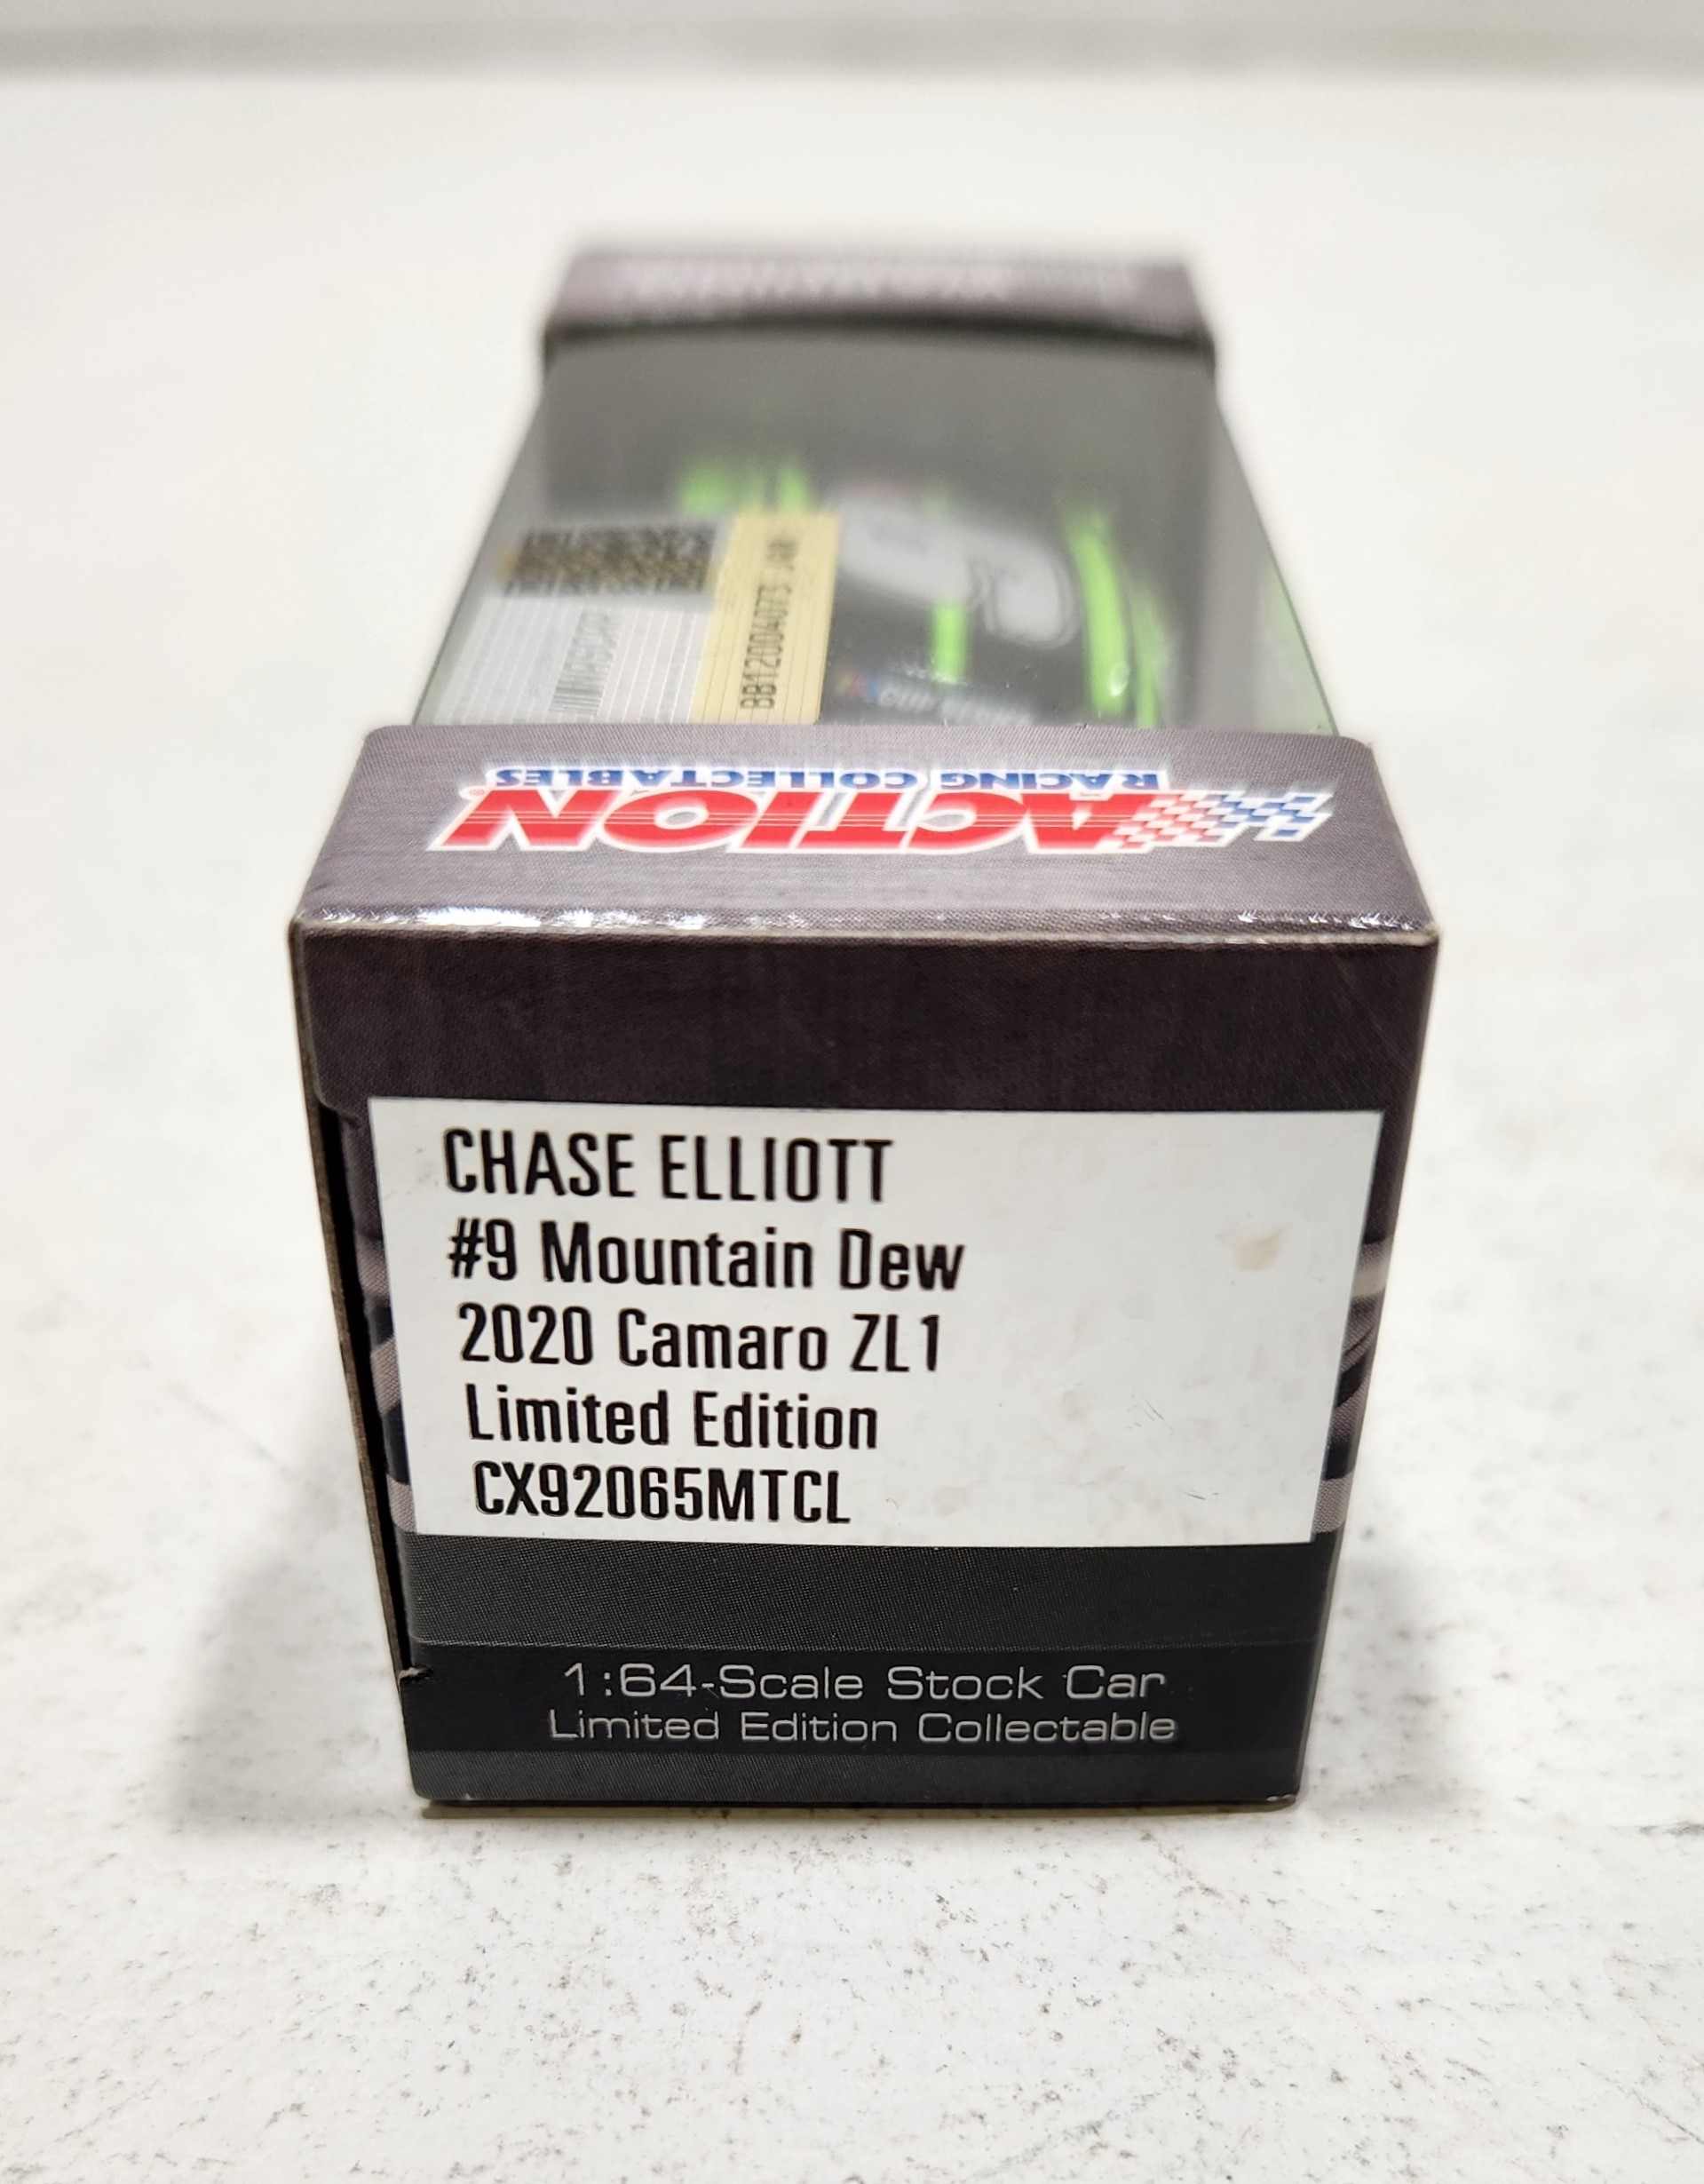 BB12004073
ACTION
RACING COLLECTABLES
CHASE ELLIOTT
#9 Mountain Dew
2020 Camaro ZL1
Limited Edition
CX92065MTCL
1:64-Scale Stock Car
Limited Edition Collectable